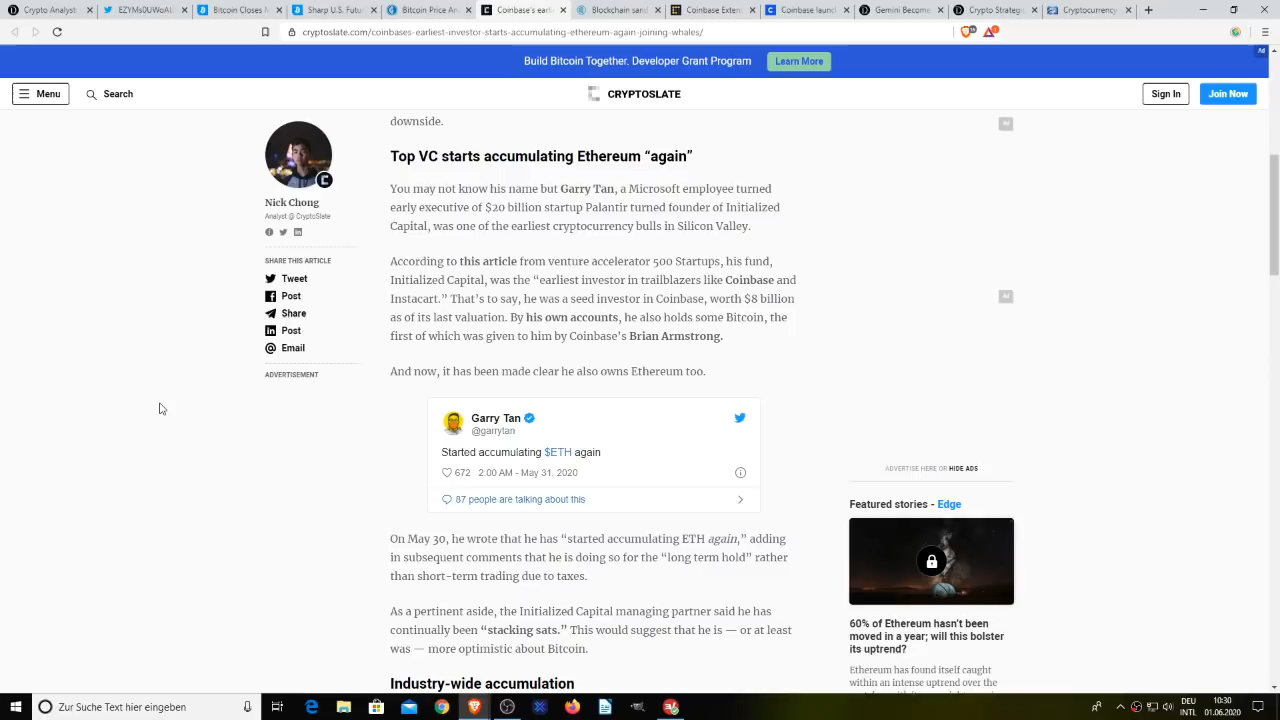 Crypto Analyst
EZYMs0UW0AI
Bitcoin Closes
Sharp U.S. Futur
Bitcoin Price An
Coinbase's earli
Blockchain sand
Coinbase Exten
Coinbase launch
Gemini Becomes
Crypto Strategis
Cryptocurrency
cryptoslate.com/coinbases-earliest-investor-starts-accumulating-ethereum-again-joining-whales/
Build Bitcoin Together. Developer Grant Program
Learn More
Ad
Menu
Search
CRYPTOSLATE
Sign In
Join Now
downside.
Top VC starts accumulating Ethereum “again”
You may not know his name but Garry Tan, a Microsoft employee turned
early executive of $20 billion startup Palantir turned founder of Initialized
Capital, was one of the earliest cryptocurrency bulls in Silicon Valley.
According to this article from venture accelerator 500 Startups, his fund,
Initialized Capital, was the “earliest investor in trailblazers like Coinbase and
Instacart.” That’s to say, he was a seed investor in Coinbase, worth $8 billion
as of its last valuation. By his own accounts, he also holds some Bitcoin, the
first of which was given to him by Coinbase’s Brian Armstrong.
And now, it has been made clear he also owns Ethereum too.
Garry Tan
@garrytan
Started accumulating $ETH again
672 2:00 AM - May 31, 2020
87 people are talking about this
On May 30, he wrote that he has “started accumulating ETH again,” adding
in subsequent comments that he is doing so for the “long term hold” rather
than short-term trading due to taxes.
As a pertinent aside, the Initialized Capital managing partner said he has
continually been “stacking sats.” This would suggest that he is — or at least
was — more optimistic about Bitcoin.
Industry-wide accumulation
Nick Chong
Analyst @ CryptoSlate
SHARE THIS ARTICLE
Tweet
Post
Share
Post
Email
ADVERTISEMENT
Ad
Ad
ADVERTISE HERE OR HIDE ADS
Featured stories - Edge
60% of Ethereum hasn't been
moved in a year; will this bolster
its uptrend?
Ethereum has found itself caught
within an intense uptrend over the
Zur Suche Text hier eingeben
DEU
INTL
10:30
01.06.2020